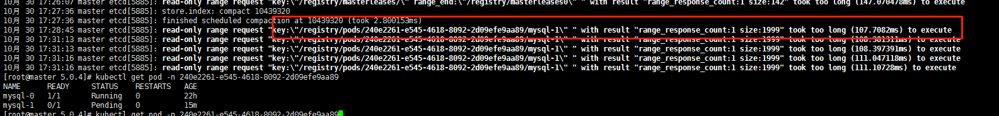 10月 30 17:26:07 master etcd[5885]: read-only range request "key:\"/registry/masterleases/\" range_end:\"/registry/masterleases0\" " with result "range_response_count:1 size:142" took too long (147.070478ms) to execute
10月 30 17:27:36 master etcd[5885]: store.index: compact 10439320
10月 30 17:27:36 master etcd[5885]: finished scheduled compaction at 10439320 (took 2.800153ms)
10月 30 17:28:45 master etcd[5885]: read-only range request "key:\"/registry/pods/240e2261-e545-4618-8092-2d09efe9aa89/mysql-1\" " with result "range_response_count:1 size:1999" took too long (107.7082ms) to execute
10月 30 17:31:13 master etcd[5885]: read-only range request "key:\"/registry/pods/240e2261-e545-4618-8092-2d09efe9aa89/mysql-1\" " with result "range_response_count:1 size:1999" took too long to execute
10月 30 17:31:13 master etcd[5885]: read-only range request "key:\"/registry/pods/240e2261-e545-4618-8092-2d09efe9aa89/mysql-1\" " with result "range_response_count:1 size:1999" took too long (108.397391ms) to execute
10月 30 17:31:16 master etcd[5885]: read-only range request "key:\"/registry/pods/240e2261-e545-4618-8092-2d09efe9aa89/mysql-1\" " with result "range_response_count:1 size:1999" took too long (111.047118ms) to execute
10月 30 17:31:16 master etcd[5885]: read-only range request "key:\"/registry/pods/240e2261-e545-4618-8092-2d09efe9aa89/mysql-1\" " with result "range_response_count:1 size:1999" took too long (111.10728ms) to execute
[root@master 5.0.4]# kubectl get pod -n 240e2261-e545-4618-8092-2d09efe9aa89
NAME READY STATUS RESTARTS AGE
mysql-0 1/1 Running 0 22h
mysql-1 0/1 Pending 0 15m
[root@master 5.0.4]# kubectl get pod -n 240e2261-e545-4618-8092-2d09efe9aa89